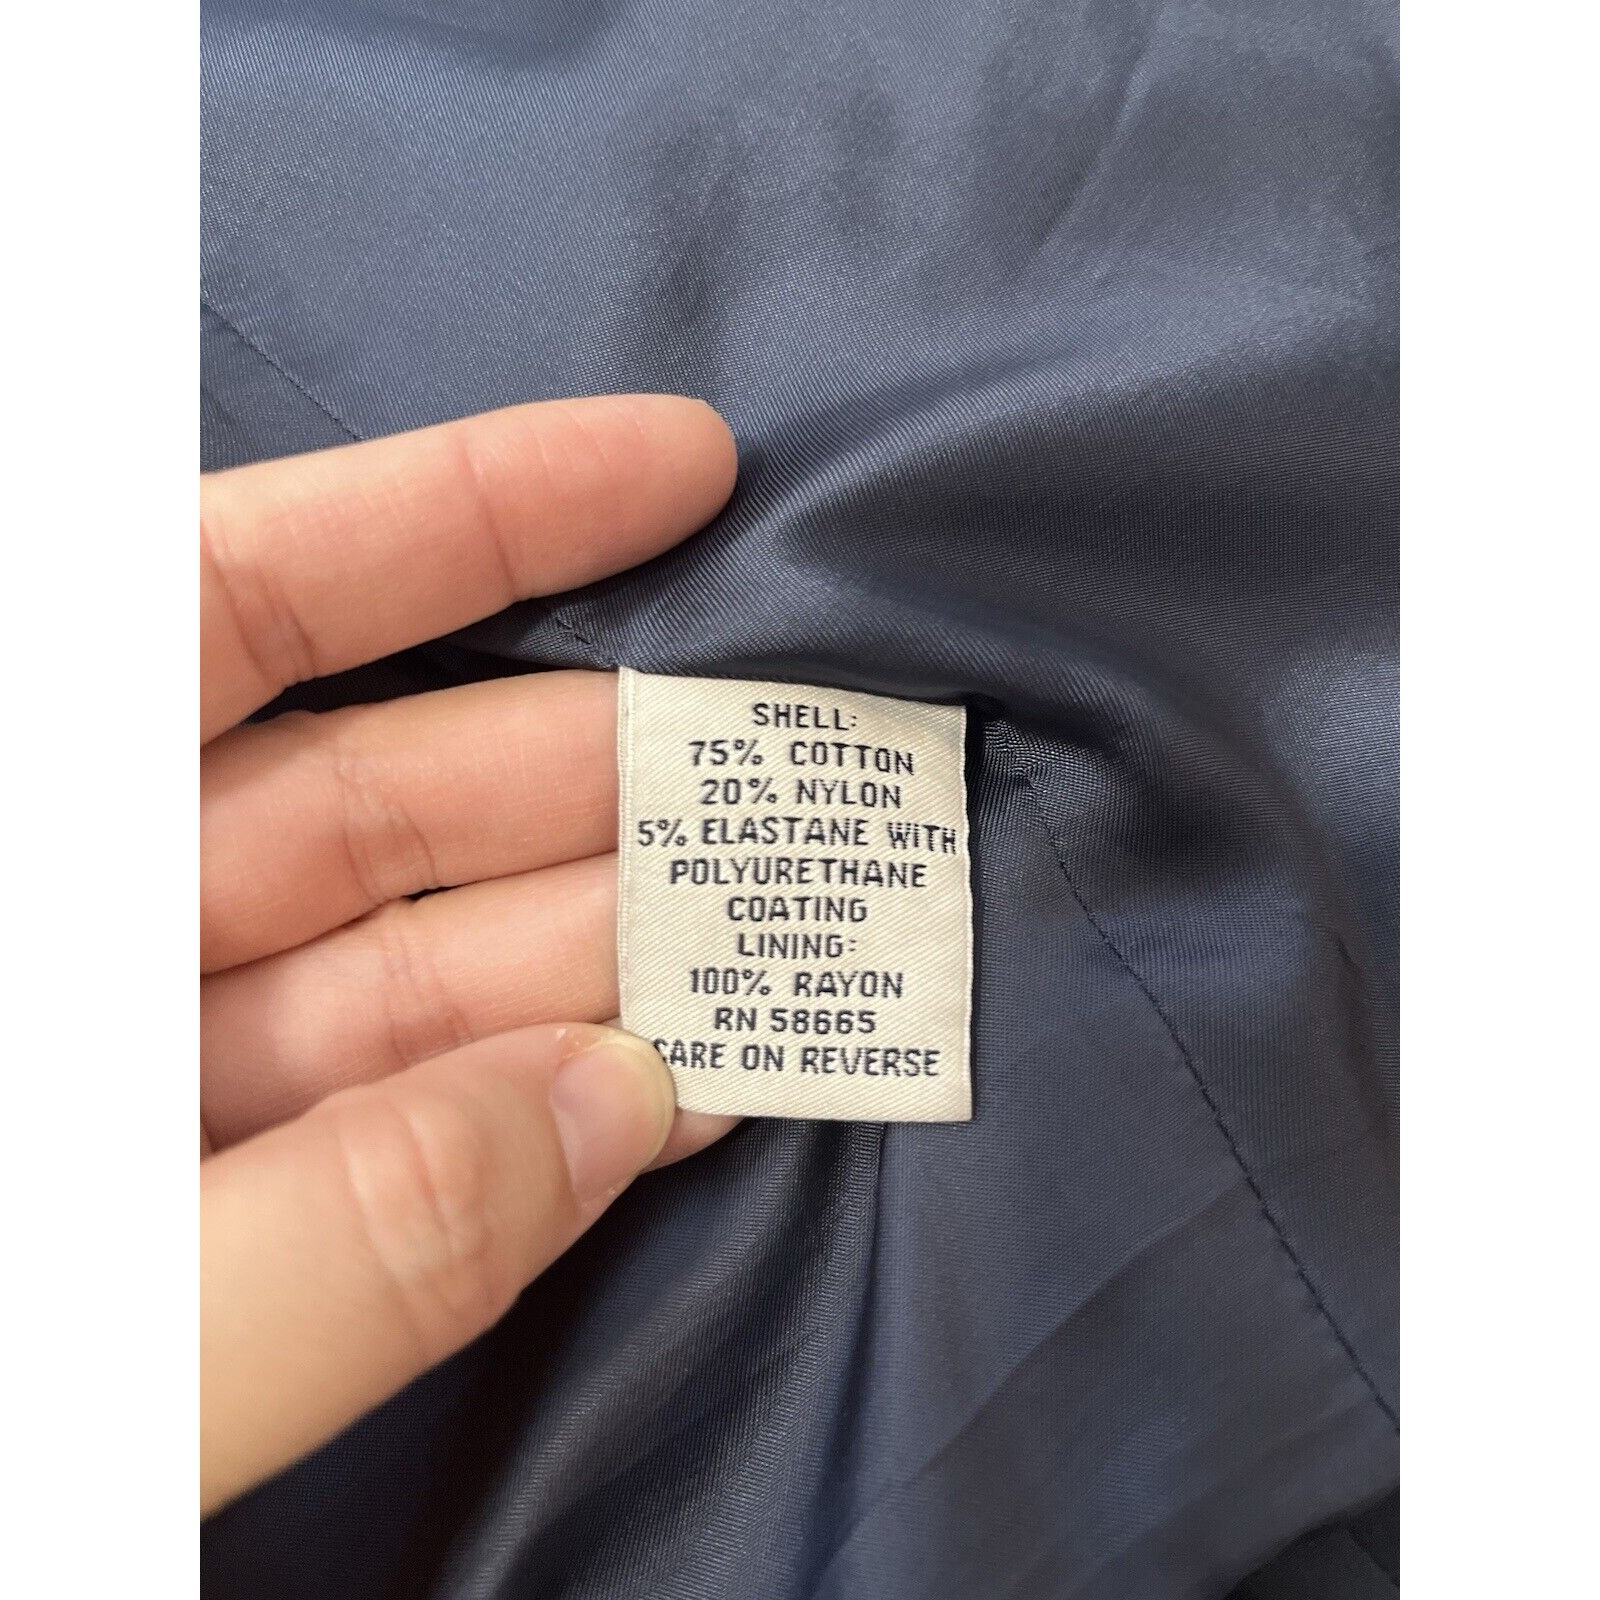 SHELL:
75% COTTON
20% NYLON
5% ELASTANE WITH
POLYURETHANE
COATING
LINING:
100% RAYON
RN 58665
CARE ON REVERSE